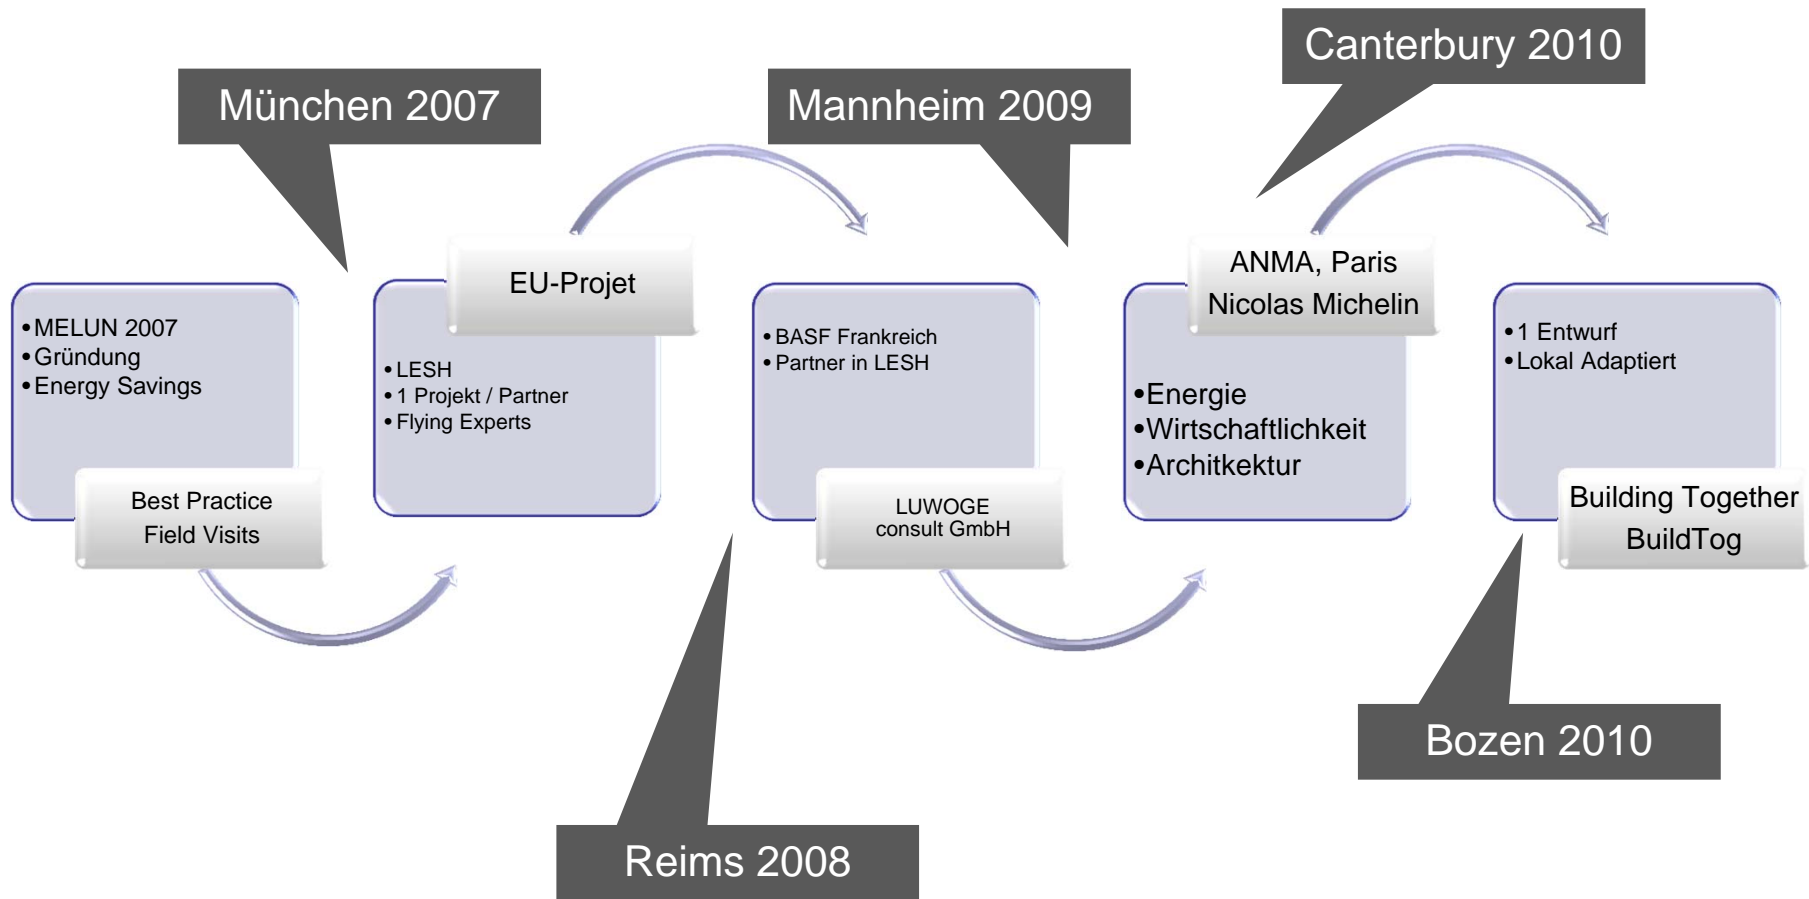 Canterbury 2010
München 2007
Mannheim 2009
•MELUN 2007
•Gründung
•Energy Savings
Best Practice
Field Visits
EU-Projet
•LESH
•1 Projekt / Partner
•Flying Experts
•BASF Frankreich
•Partner in LESH
LUWOGE
consult GmbH
ANMA, Paris
Nicolas Michelin
•Energie
•Wirtschaftlichkeit
•Architkektur
•1 Entwurf
•Lokal Adaptiert
Building Together
BuildTog
Bozen 2010
Reims 2008